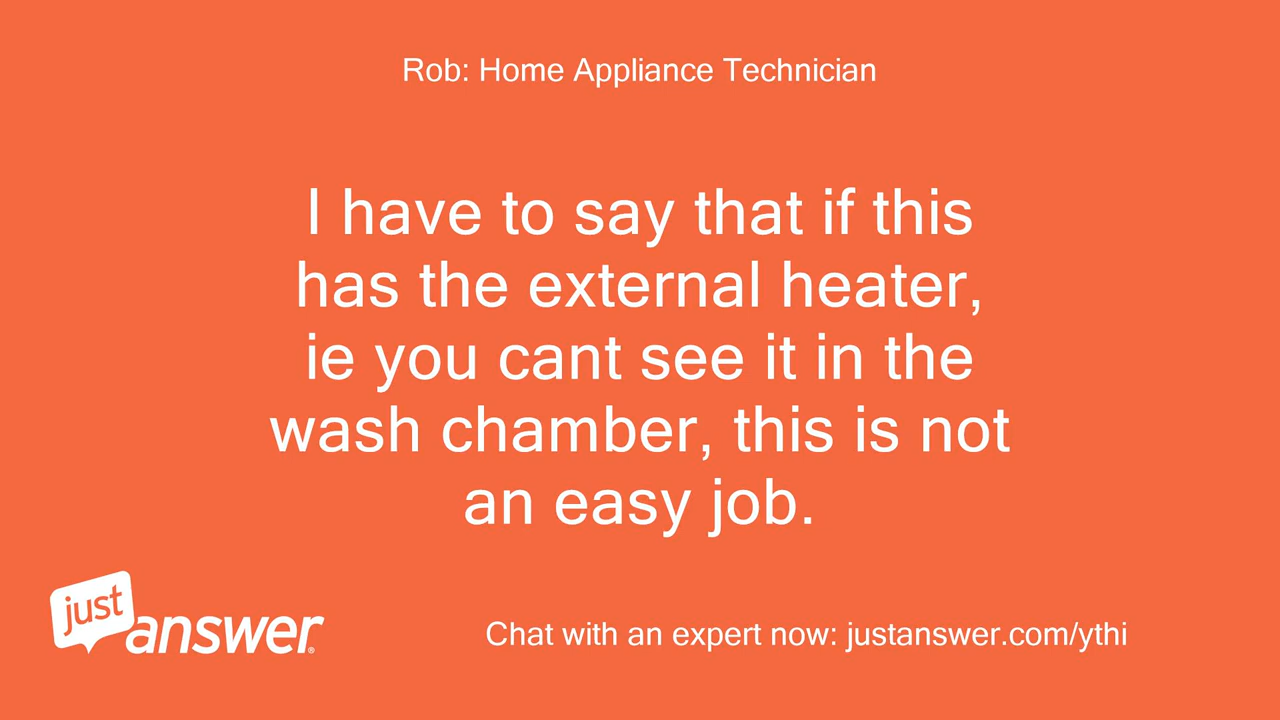 Rob: Home Appliance Technician
I have to say that if this
has the external heater,
ie you cant see it in the
wash chamber, this is not
an easy job.
just
answer®
Chat with an expert now: justanswer.com/ythi